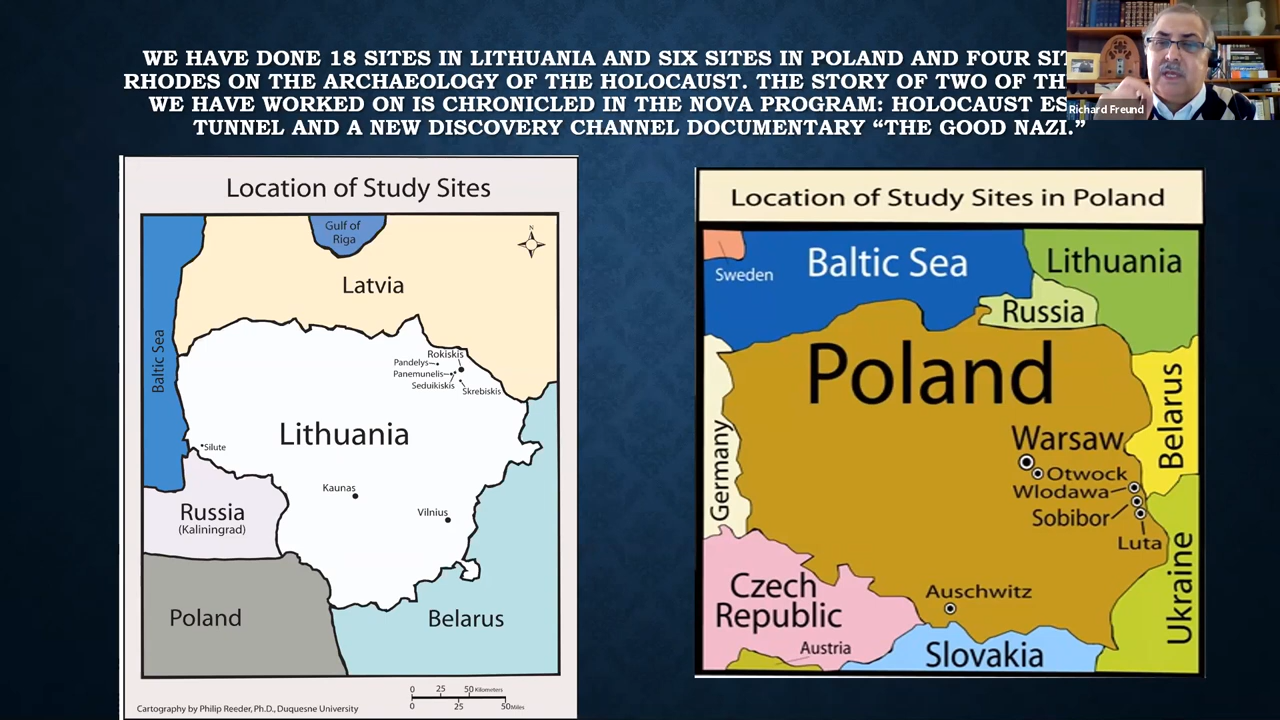 WE HAVE DONE 18 SITES IN LITHUANIA AND SIX SITES IN POLAND AND FOUR SIT
RHODES ON THE ARCHAEOLOGY OF THE HOLOCAUST. THE STORY OF TWO OF TH
WE HAVE WORKED ON IS CHRONICLED IN THE NOVA PROGRAM: HOLOCAUST ES
TUNNEL AND A NEW DISCOVERY CHANNEL DOCUMENTARY “THE GOOD NAZI.”
Richard Freund
Location of Study Sites
Gulf of
Riga
N
Latvia
Baltic Sea
Rokiskis
Pandelys
Panemunelis
Seduikiskis
Skrebiskis
Lithuania
Silute
Kaunas
Vilnius
Russia
(Kaliningrad)
Poland
Belarus
0 25 50 Kilometers
0 25 50 Miles
Cartography by Philip Reeder, Ph.D., Duquesne University
Location of Study Sites in Poland
Sweden
Baltic Sea
Lithuania
Russia
Poland
Belarus
Germany
Warsaw
Otwock
Wlodawa
Sobibor
Luta
Ukraine
Auschwitz
Czech
Republic
Austria
Slovakia